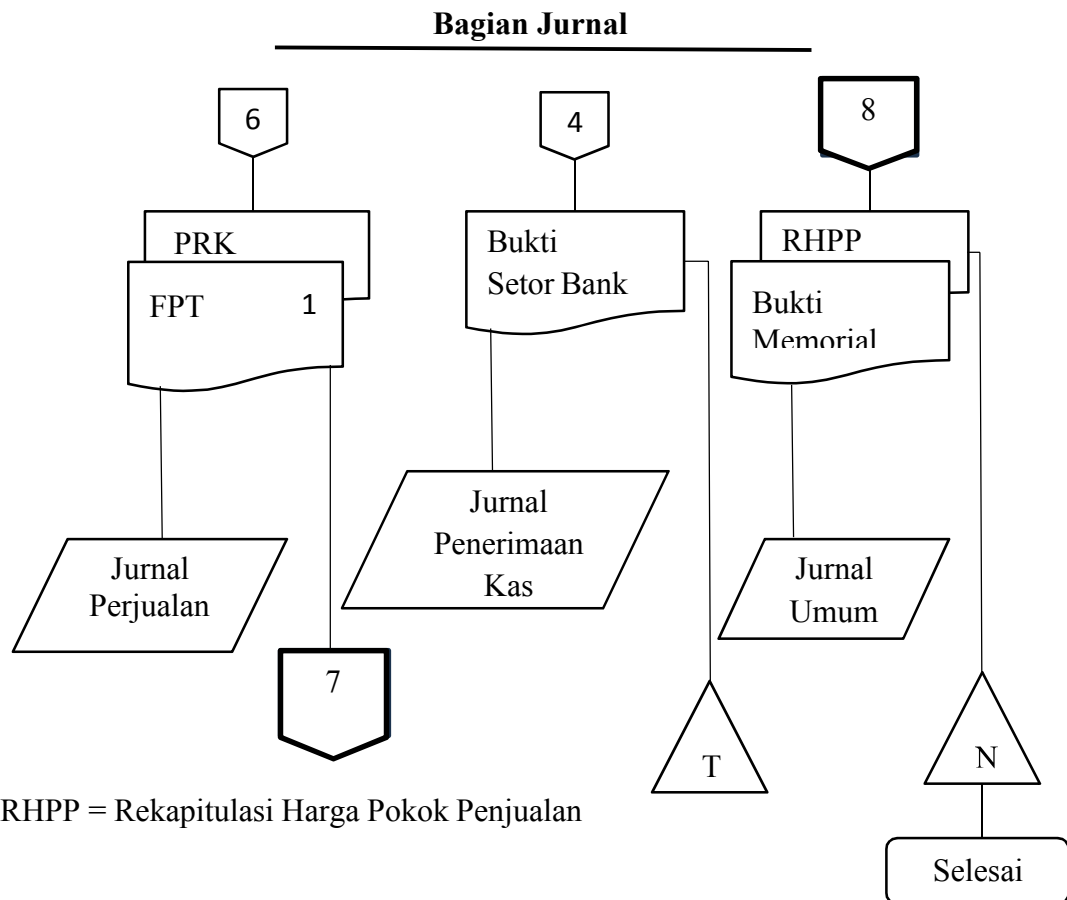 Bagian Jurnal
6
4
8
PRK
FPT 1
Bukti
Setor Bank
RHPP
Bukti
Memorial
Jurnal
Perjualan
Jurnal
Penerimaan
Kas
Jurnal
Umum
7
T
N
RHPP = Rekapitulasi Harga Pokok Penjualan
Selesai